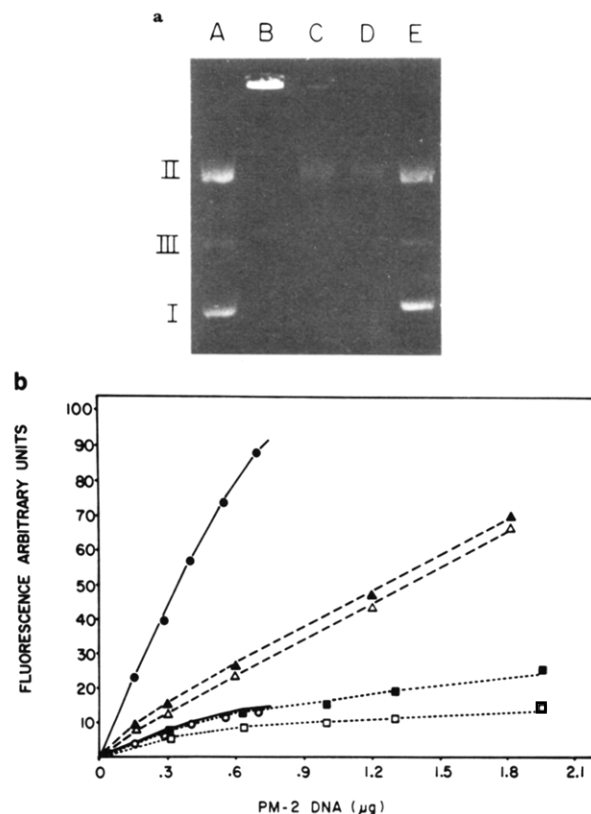 a
A B C D E
II
III
I
b
100
90
80
70
60
50
40
30
20
10
FLUORESCENCE ARBITRARY UNITS
0 .3 .6 .9 1.2 1.5 1.8 2.1
PM-2 DNA (µg)